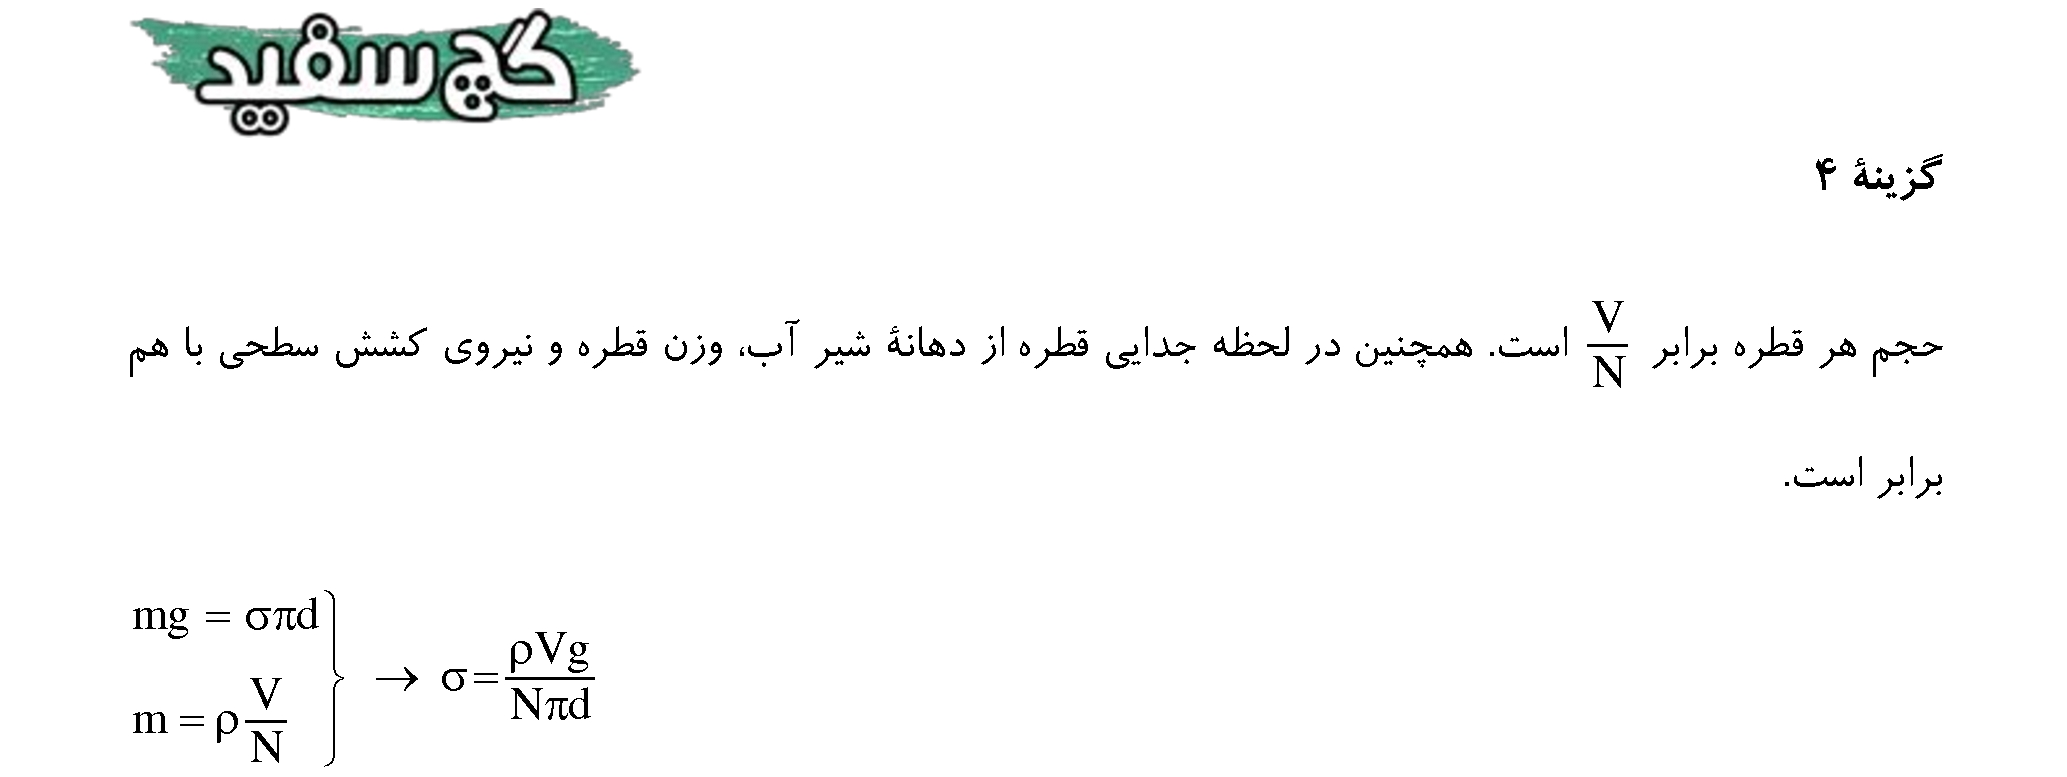 گچ سفید
گزینهٔ ۴
حجم هر قطره برابر V/N است. همچنین در لحظه جدایی قطره از دهانهٔ شیر آب، وزن قطره و نیروی کشش سطحی با هم
برابر است.
mg = σπd
m = ρ V/N } → σ = ρVg/Nπd